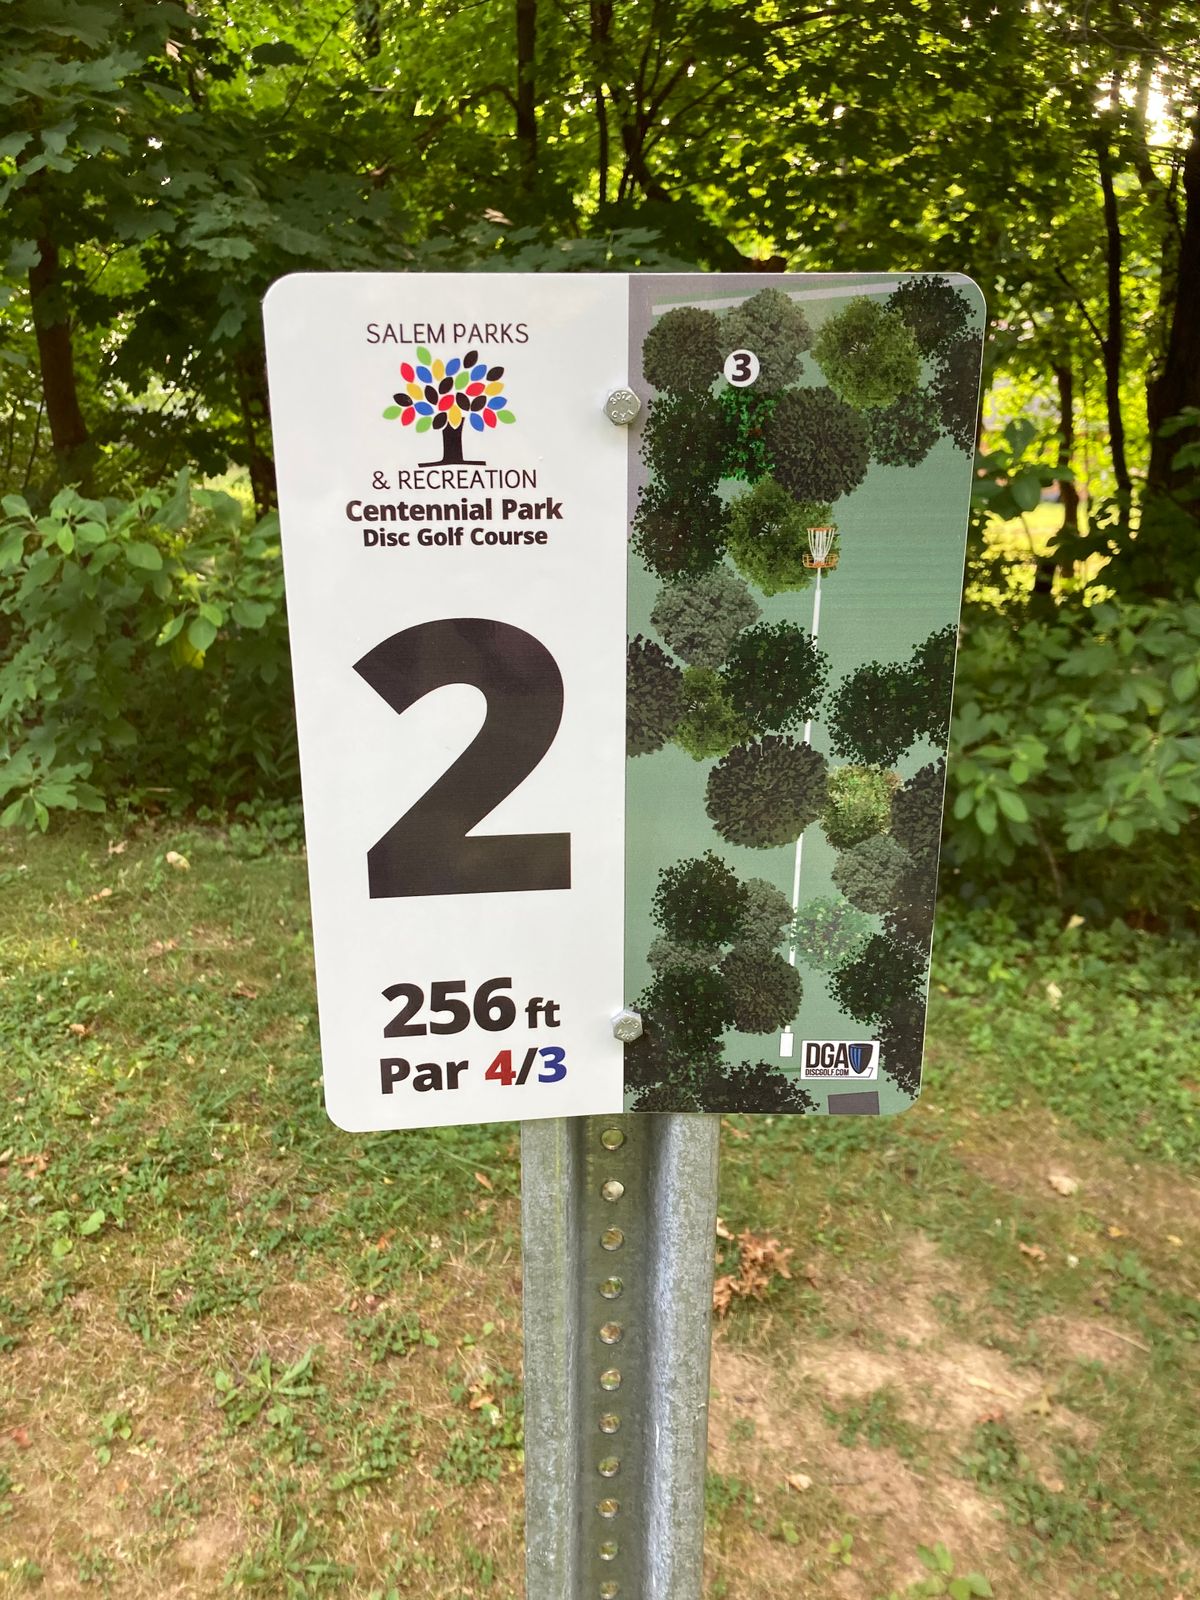 SALEM PARKS
& RECREATION
Centennial Park
Disc Golf Course
2
256 ft
Par 4/3
3
DGA
DISCGOLF.COM